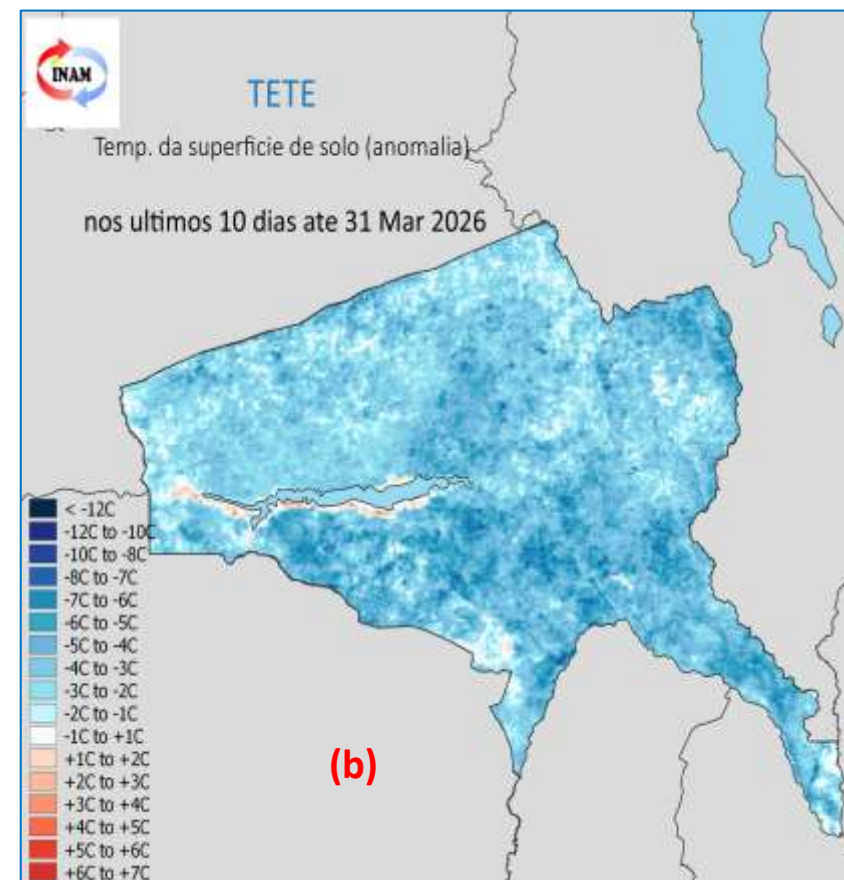 INAM
TETE
Temp. da superficie de solo (anomalia)
nos ultimos 10 dias ate 31 Mar 2026
< -12C
-12C to -10C
-10C to -8C
-8C to -7C
-7C to -6C
-6C to -5C
-5C to -4C
-4C to -3C
-3C to -2C
-2C to -1C
-1C to +1C
+1C to +2C
+2C to +3C
+3C to +4C
+4C to +5C
+5C to +6C
+6C to +7C
(b)